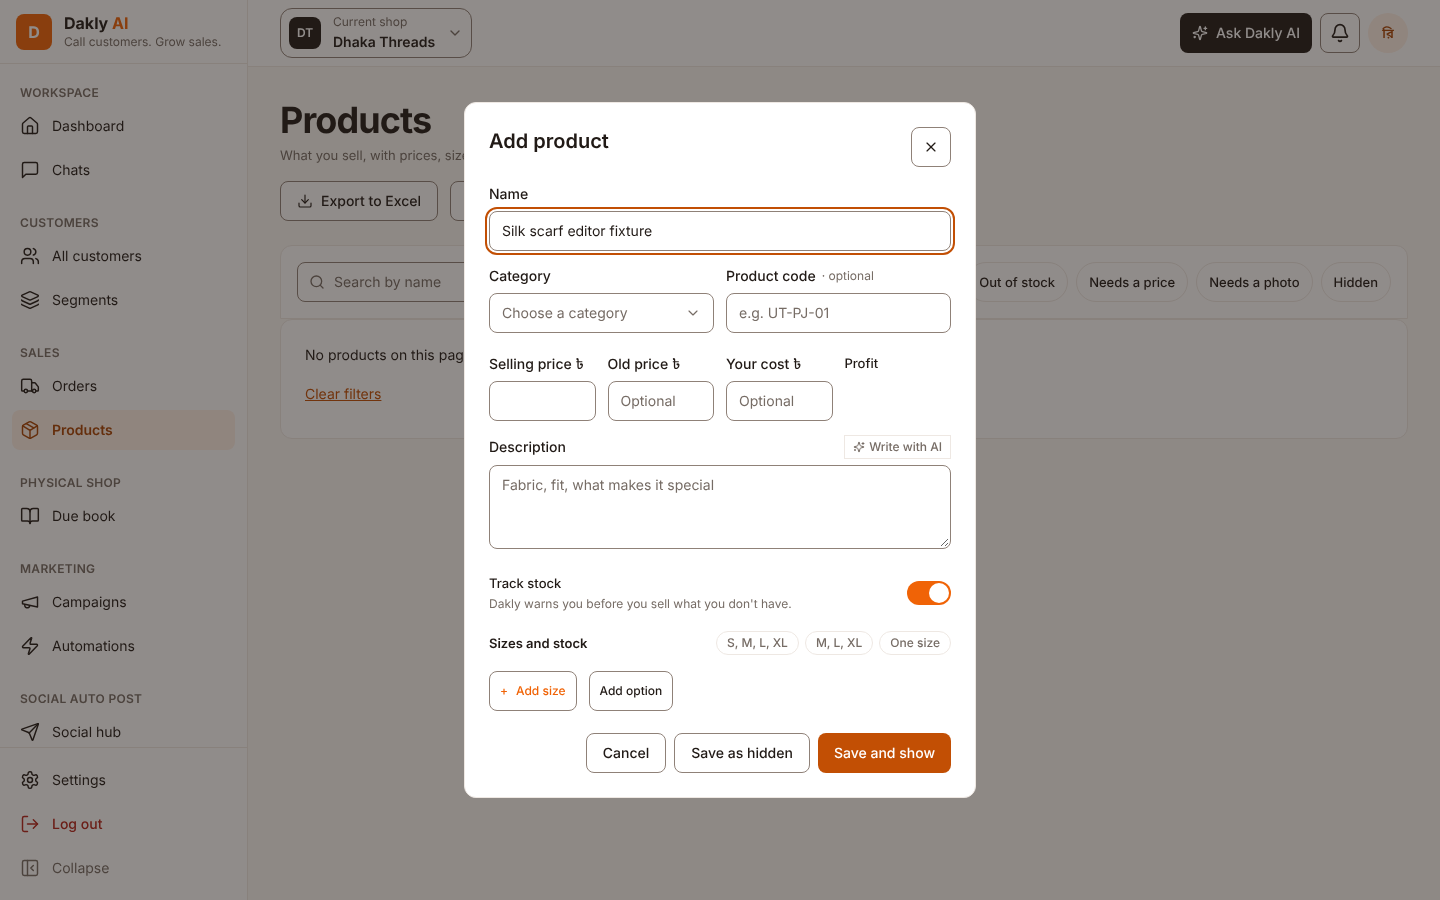 D
Dakly AI
Call customers. Grow sales.
DT
Current shop
Dhaka Threads
Ask Dakly AI
রি
WORKSPACE
Dashboard
Chats
CUSTOMERS
All customers
Segments
SALES
Orders
Products
PHYSICAL SHOP
Due book
MARKETING
Campaigns
Automations
SOCIAL AUTO POST
Social hub
Settings
Log out
Collapse
Products
What you sell, with prices,
Export to Excel
Search by name
Out of stock
Needs a price
Needs a photo
Hidden
No products on this
Clear filters
Add product
Name
Silk scarf editor fixture
Category
Product code · optional
Choose a category
e.g. UT-PJ-01
Selling price ৳
Old price ৳
Your cost ৳
Profit
Optional
Optional
Description
Write with AI
Fabric, fit, what makes it special
Track stock
Dakly warns you before you sell what you don't have.
Sizes and stock
S, M, L, XL
M, L, XL
One size
+ Add size
Add option
Cancel
Save as hidden
Save and show